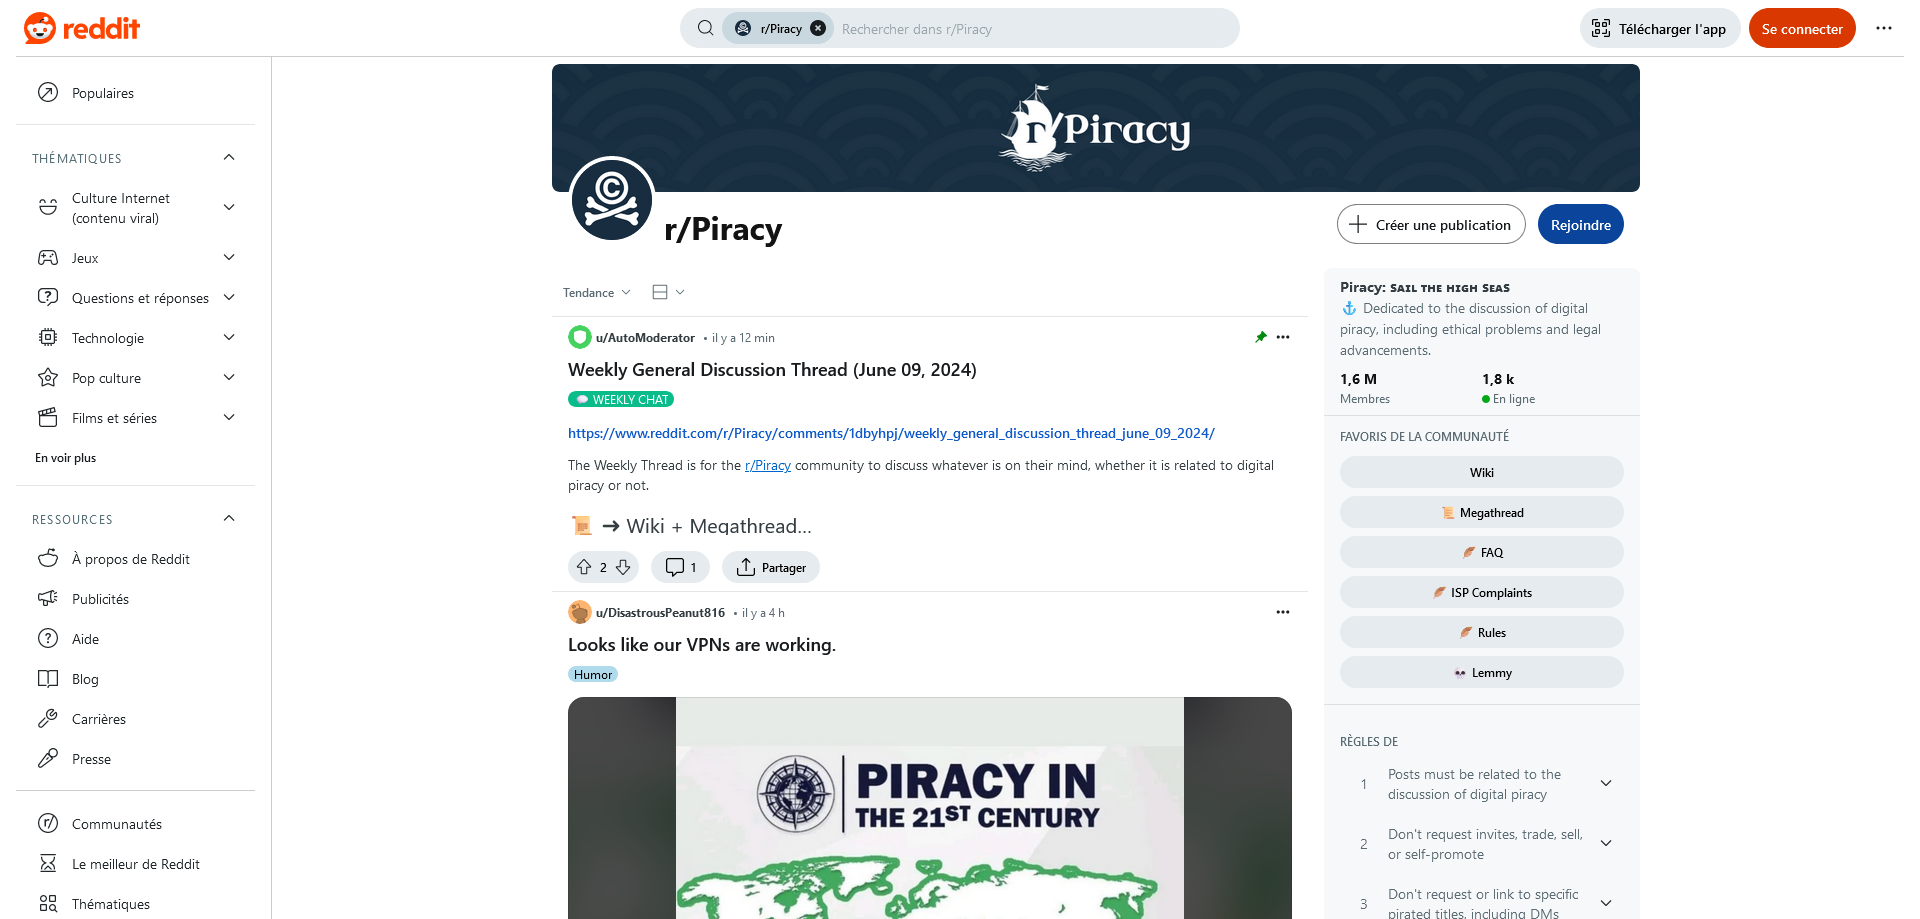 reddit
r/Piracy
Rechercher dans r/Piracy
Télécharger l'app
Se connecter
Populaires
THÉMATIQUES
Culture Internet
(contenu viral)
Jeux
Questions et réponses
Technologie
Pop culture
Films et séries
En voir plus
RESSOURCES
À propos de Reddit
Publicités
Aide
Blog
Carrières
Presse
Communautés
Le meilleur de Reddit
Thématiques
r/Piracy
r/Piracy
Créer une publication
Rejoindre
Tendance
u/AutoModerator • il y a 12 min
Weekly General Discussion Thread (June 09, 2024)
💬 WEEKLY CHAT
https://www.reddit.com/r/Piracy/comments/1dbyhpj/weekly_general_discussion_thread_june_09_2024/
The Weekly Thread is for the r/Piracy community to discuss whatever is on their mind, whether it is related to digital
piracy or not.
📜 → Wiki + Megathread...
2
1
Partager
u/DisastrousPeanut816 • il y a 4 h
Looks like our VPNs are working.
Humor
PIRACY IN
THE 21ST CENTURY
Piracy: ꜱᴀɪʟ ᴛʜᴇ ʜɪɢʜ ꜱᴇᴀꜱ
⚓ Dedicated to the discussion of digital
piracy, including ethical problems and legal
advancements.
1,6 M
Membres
1,8 k
En ligne
FAVORIS DE LA COMMUNAUTÉ
Wiki
📜 Megathread
🪶 FAQ
🪶 ISP Complaints
🪶 Rules
☠️ Lemmy
RÈGLES DE
1
Posts must be related to the
discussion of digital piracy
2
Don't request invites, trade, sell,
or self-promote
3
Don't request or link to specific
pirated titles, including DMs